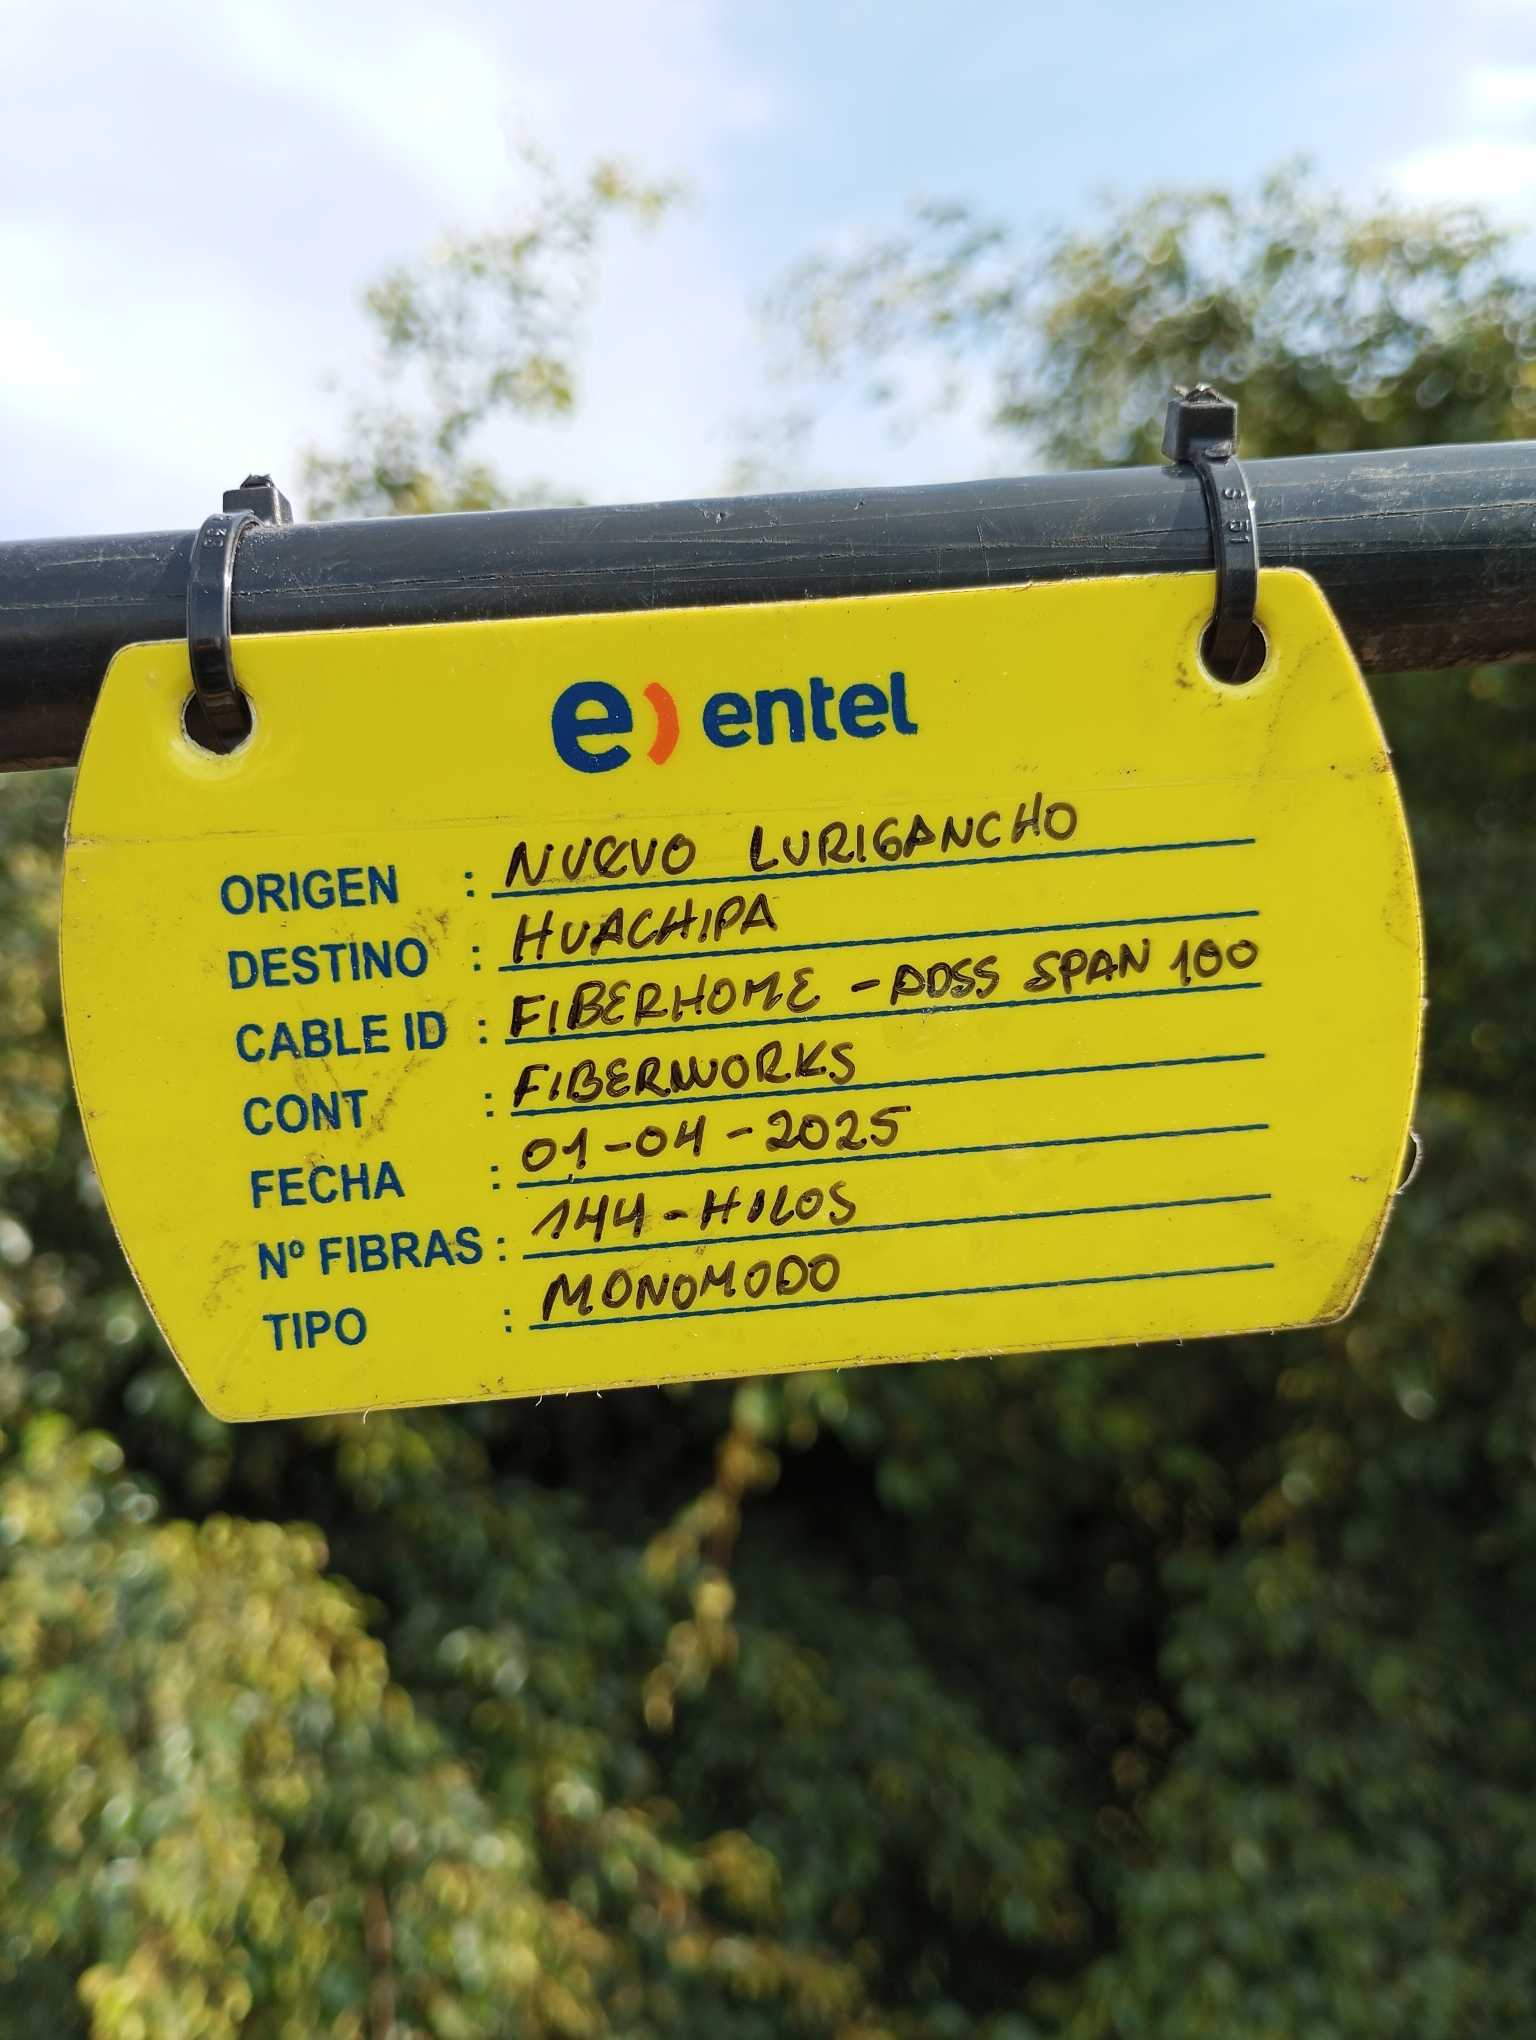 e) entel
ORIGEN : NUEVO LURIGANCHO
DESTINO : HUACHIPA
CABLE ID : FIBERHOME - ADSS SPAN 100
CONT : FIBERWORKS
FECHA : 01-04-2025
Nº FIBRAS : 144-HILOS
TIPO : MONOMODO